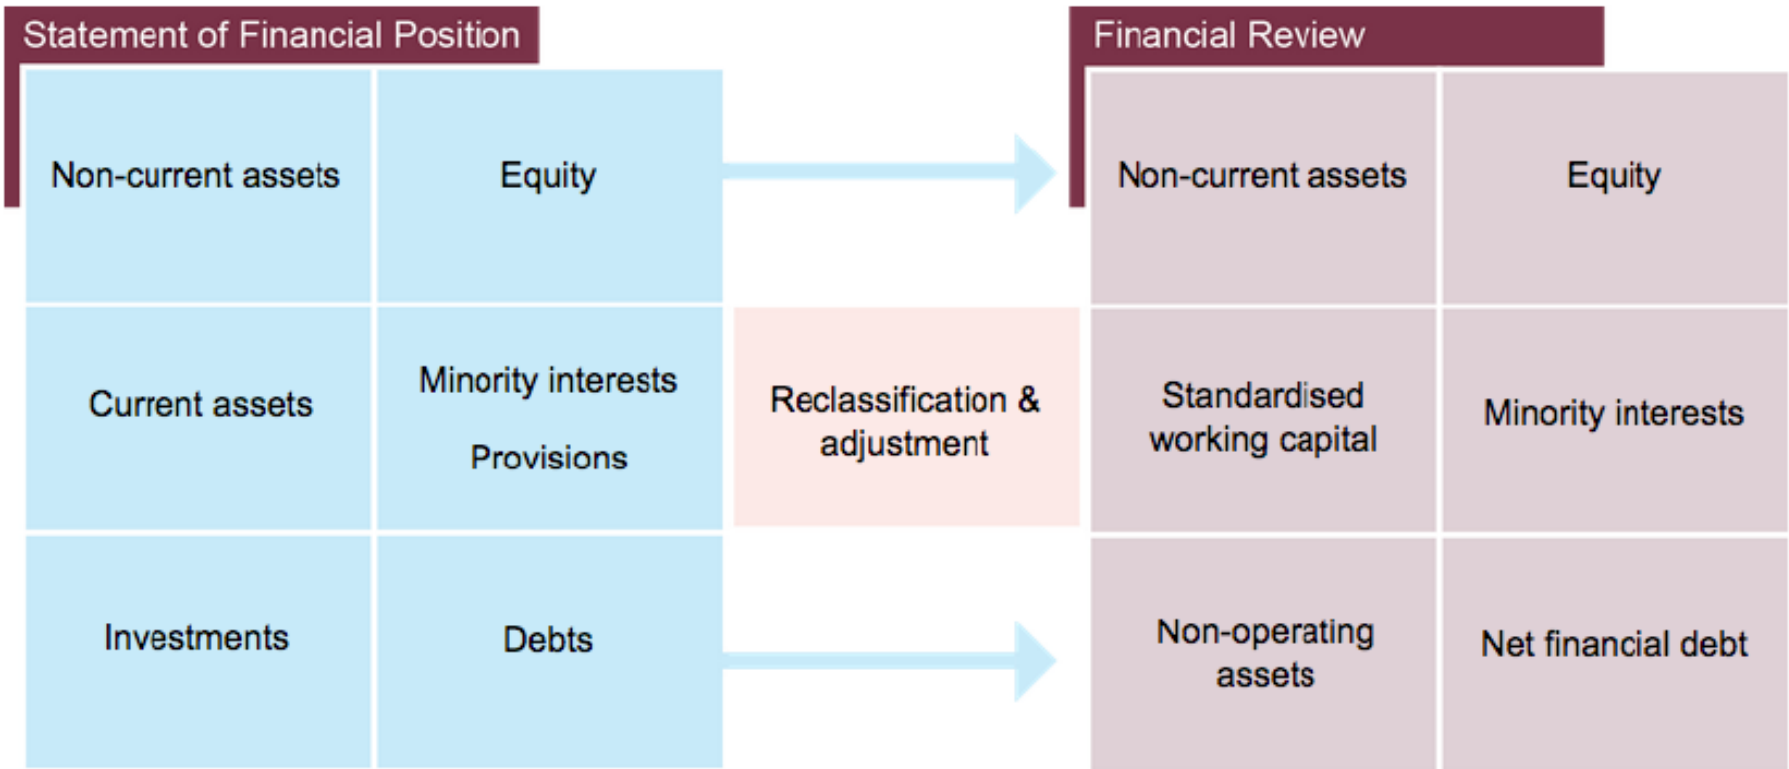 Statement of Financial Position
Financial Review
Non-current assets
Equity
Non-current assets
Equity
Current assets
Minority interests
Provisions
Reclassification &
adjustment
Standardised
working capital
Minority interests
Investments
Debts
Non-operating
assets
Net financial debt